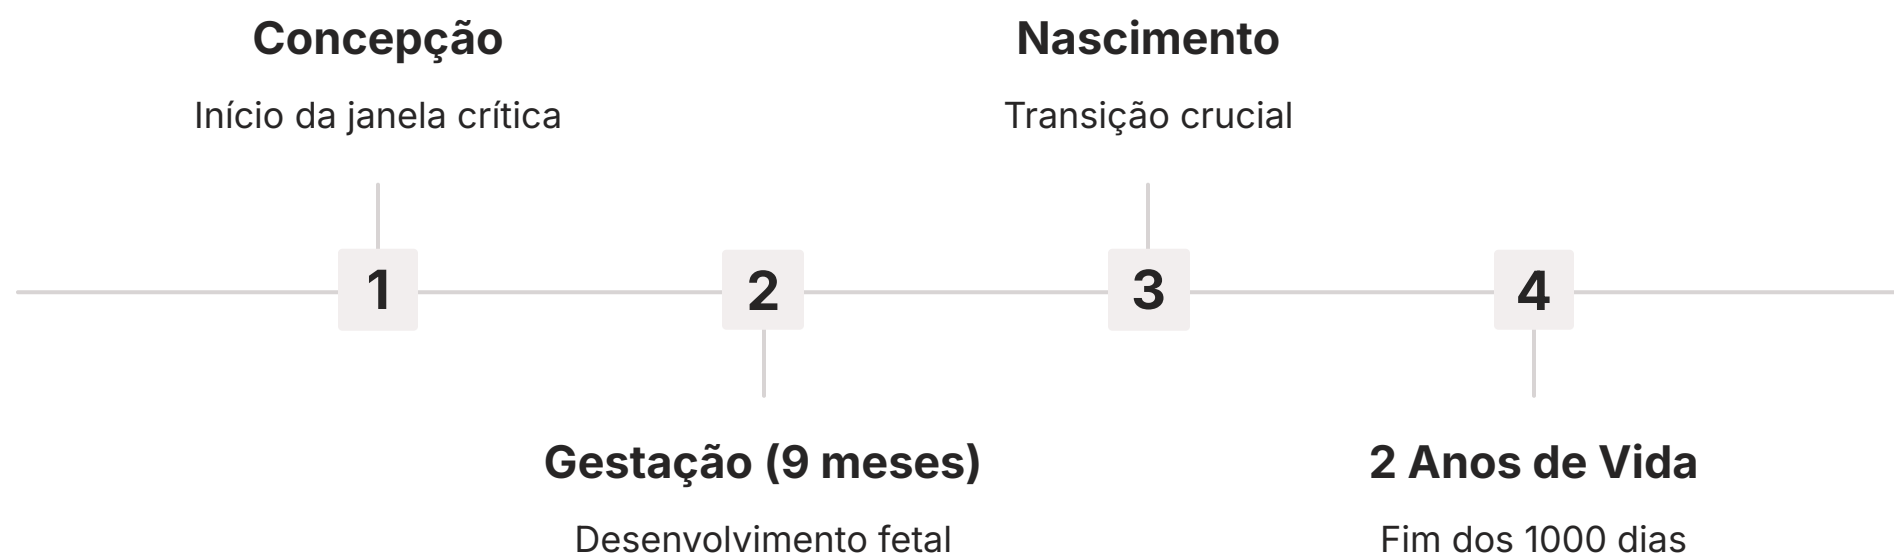 Concepção
Início da janela crítica
Nascimento
Transição crucial
1
2
3
4
Gestação (9 meses)
Desenvolvimento fetal
2 Anos de Vida
Fim dos 1000 dias